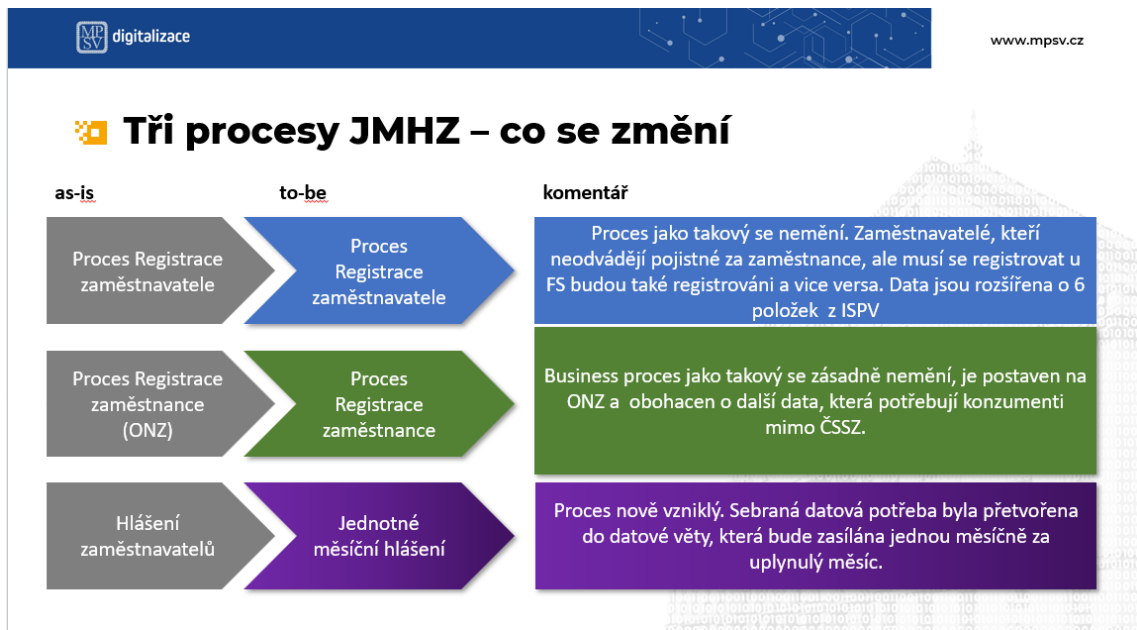 MPSV digitalizace
www.mpsv.cz
Tři procesy JMHZ – co se změní
as-is
to-be
komentář
Proces Registrace
zaměstnavatele
Proces
Registrace
zaměstnavatele
Proces jako takový se nemění. Zaměstnavatelé, kteří
neodvádějí pojistné za zaměstnance, ale musí se registrovat u
FS budou také registrováni a vice versa. Data jsou rozšířena o 6
položek z ISPV
Proces Registrace
zaměstnance
(ONZ)
Proces
Registrace
zaměstnance
Business proces jako takový se zásadně nemění, je postaven na
ONZ a obohacen o další data, která potřebují konzumenti
mimo ČSSZ.
Hlášení
zaměstnavatelů
Jednotné
měsíční hlášení
Proces nově vzniklý. Sebraná datová potřeba byla přetvořena
do datové věty, která bude zasílána jednou měsíčně za
uplynulý měsíc.